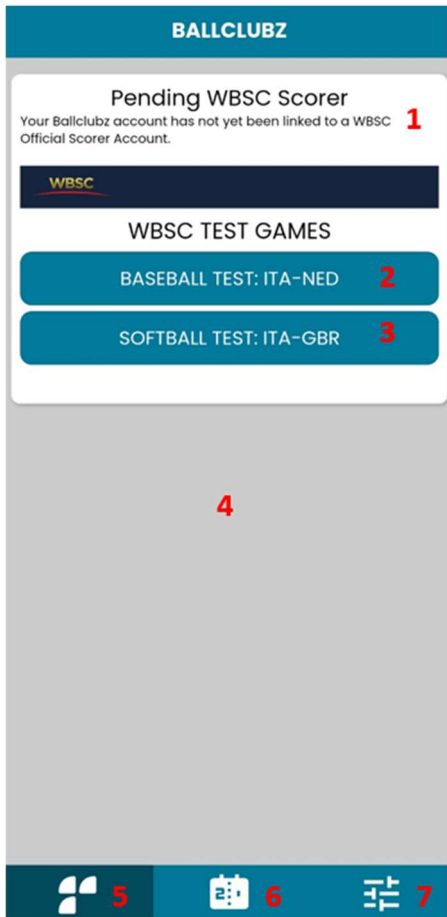 BALLCLUBZ
Pending WBSC Scorer
Your Ballclubz account has not yet been linked to a WBSC 1
Official Scorer Account.
WBSC
WBSC TEST GAMES
BASEBALL TEST: ITA-NED 2
SOFTBALL TEST: ITA-GBR 3
4
5 2 6 7